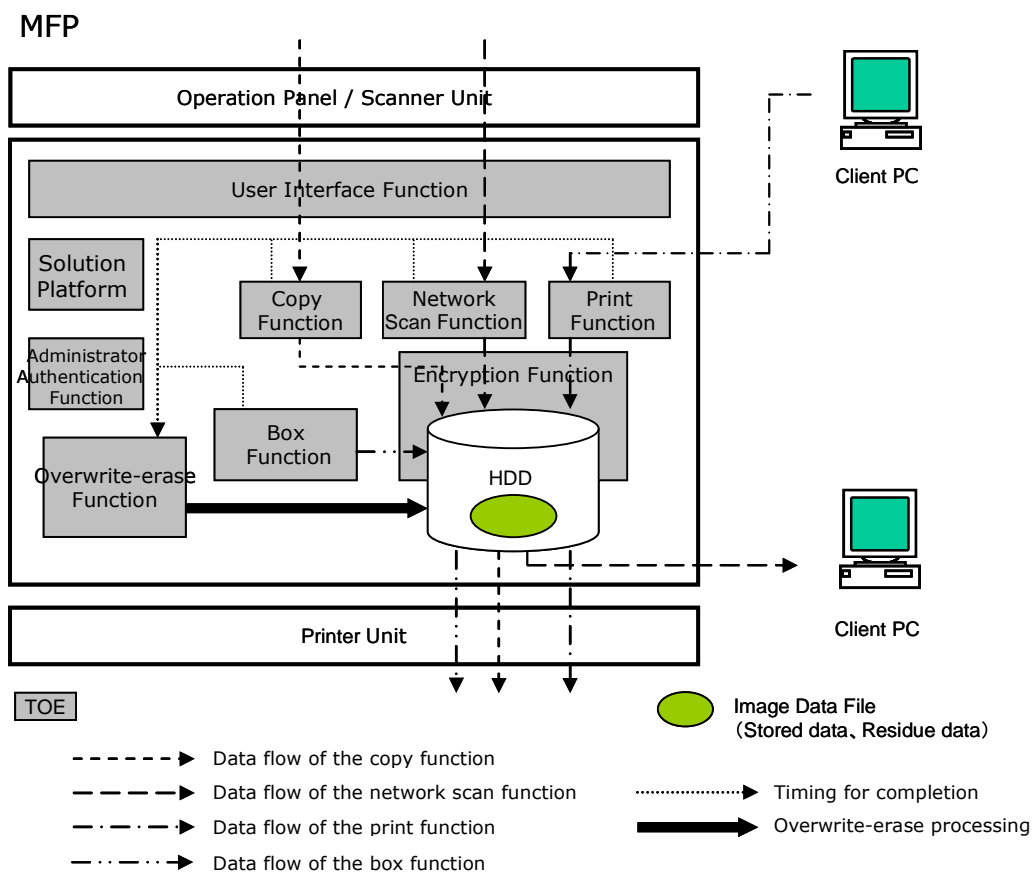 MFP
Operation Panel / Scanner Unit
Client PC
User Interface Function
Solution
Platform
Copy
Function
Network
Scan Function
Print
Function
Administrator
Authentication
Function
Encryption Function
Box
Function
Overwrite-erase
Function
HDD
Client PC
Printer Unit
TOE
Image Data File
(Stored data、Residue data)
Data flow of the copy function
Data flow of the network scan function
Timing for completion
Data flow of the print function
Overwrite-erase processing
Data flow of the box function